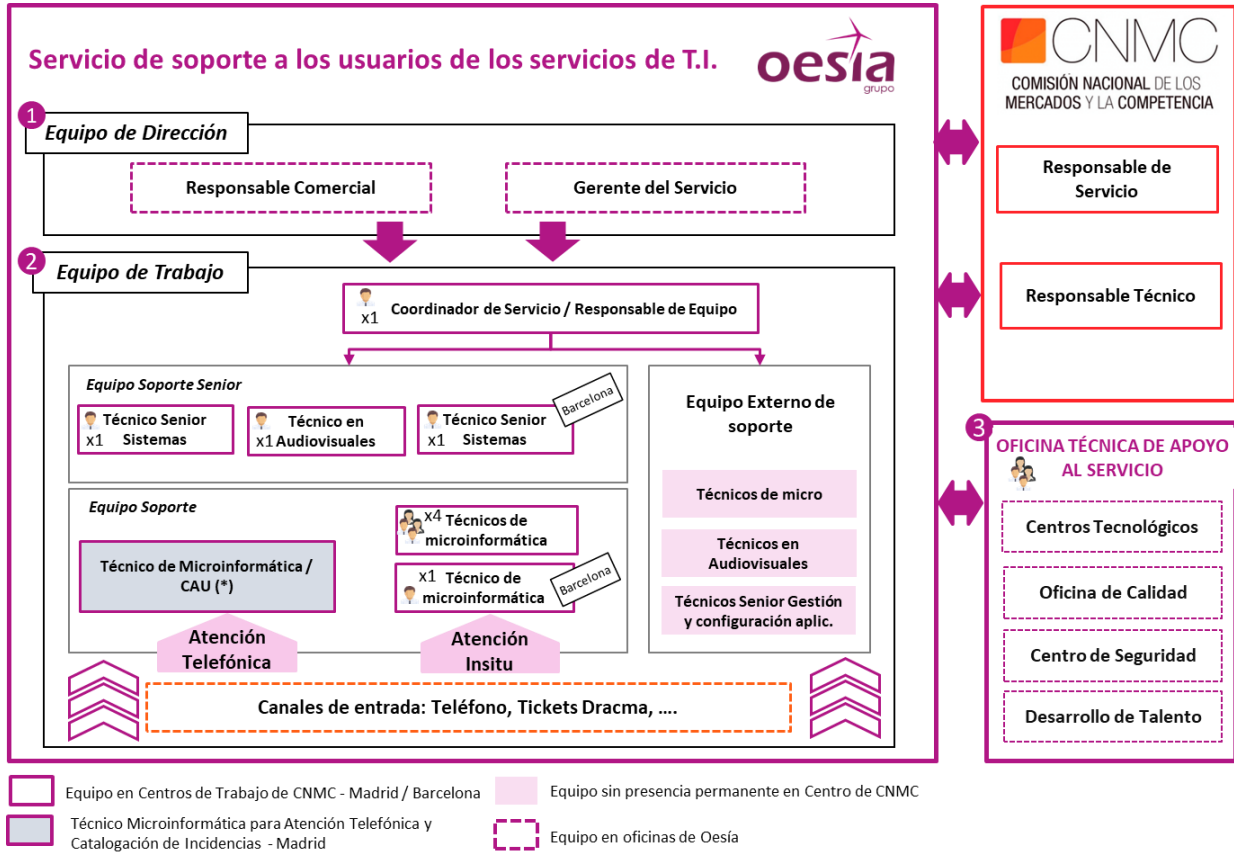 Servicio de soporte a los usuarios de los servicios de T.I.
oesía
grupo
1
Equipo de Dirección
Responsable Comercial
Gerente del Servicio
2
Equipo de Trabajo
x1
Coordinador de Servicio / Responsable de Equipo
Equipo Soporte Senior
Técnico Senior
x1
Sistemas
Técnico en
x1
Audiovisuales
Técnico Senior
x1
Sistemas
Barcelona
Equipo Soporte
Técnico de Microinformática /
CAU (*)
x4
Técnicos de
microinformática
x1
Técnico de
microinformática
Barcelona
Atención
Telefónica
Atención
Insitu
Equipo Externo de
soporte
Técnicos de micro
Técnicos en
Audiovisuales
Técnicos Senior Gestión
y configuración aplic.
Canales de entrada: Teléfono, Tickets Dracma, ....
CNMC
COMISIÓN NACIONAL DE LOS
MERCADOS Y LA COMPETENCIA
Responsable de
Servicio
Responsable Técnico
3
OFICINA TÉCNICA DE APOYO
AL SERVICIO
Centros Tecnológicos
Oficina de Calidad
Centro de Seguridad
Desarrollo de Talento
Equipo en Centros de Trabajo de CNMC - Madrid / Barcelona
Equipo sin presencia permanente en Centro de CNMC
Técnico Microinformática para Atención Telefónica y
Catalogación de Incidencias - Madrid
Equipo en oficinas de Oesía